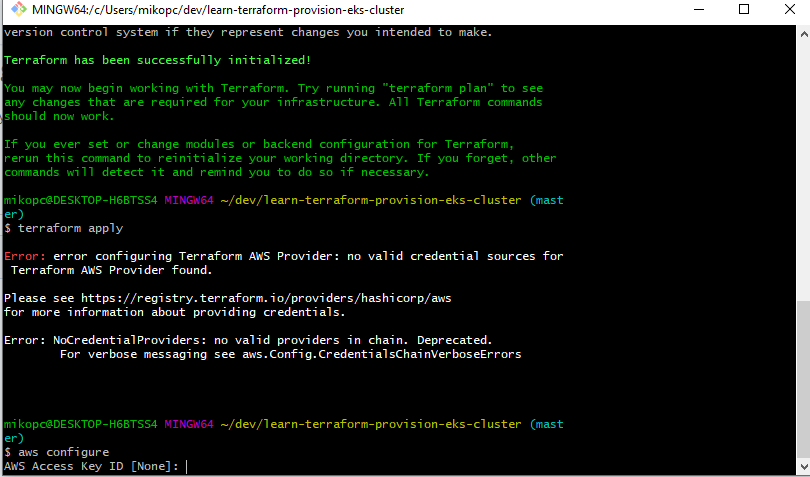 MINGW64:/c/Users/mikopc/dev/learn-terraform-provision-eks-cluster
version control system if they represent changes you intended to make.
Terraform has been successfully initialized!
You may now begin working with Terraform. Try running "terraform plan" to see
any changes that are required for your infrastructure. All Terraform commands
should now work.
If you ever set or change modules or backend configuration for Terraform,
rerun this command to reinitialize your working directory. If you forget, other
commands will detect it and remind you to do so if necessary.
mikopc@DESKTOP-H6BTSS4 MINGW64 ~/dev/learn-terraform-provision-eks-cluster (mast
er)
$ terraform apply
Error: error configuring Terraform AWS Provider: no valid credential sources for
 Terraform AWS Provider found.
Please see https://registry.terraform.io/providers/hashicorp/aws
for more information about providing credentials.
Error: NoCredentialProviders: no valid providers in chain. Deprecated.
        For verbose messaging see aws.Config.CredentialsChainVerboseErrors
mikopc@DESKTOP-H6BTSS4 MINGW64 ~/dev/learn-terraform-provision-eks-cluster (mast
er)
$ aws configure
AWS Access Key ID [None]: